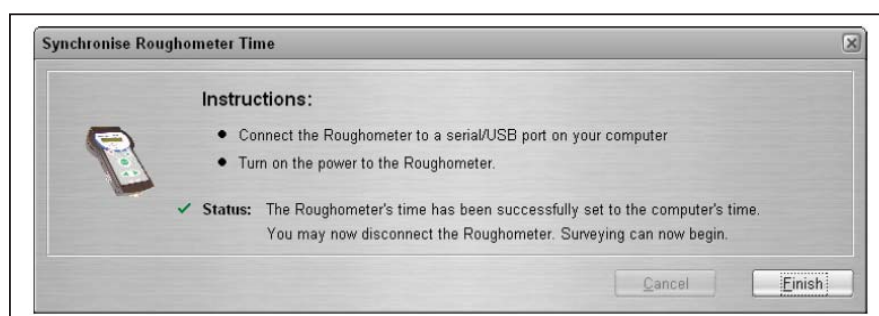 Synchronise Roughometer Time
Instructions:
● Connect the Roughometer to a serial/USB port on your computer
● Turn on the power to the Roughometer.
✓ Status: The Roughometer's time has been successfully set to the computer's time.
You may now disconnect the Roughometer. Surveying can now begin.
Cancel Finish